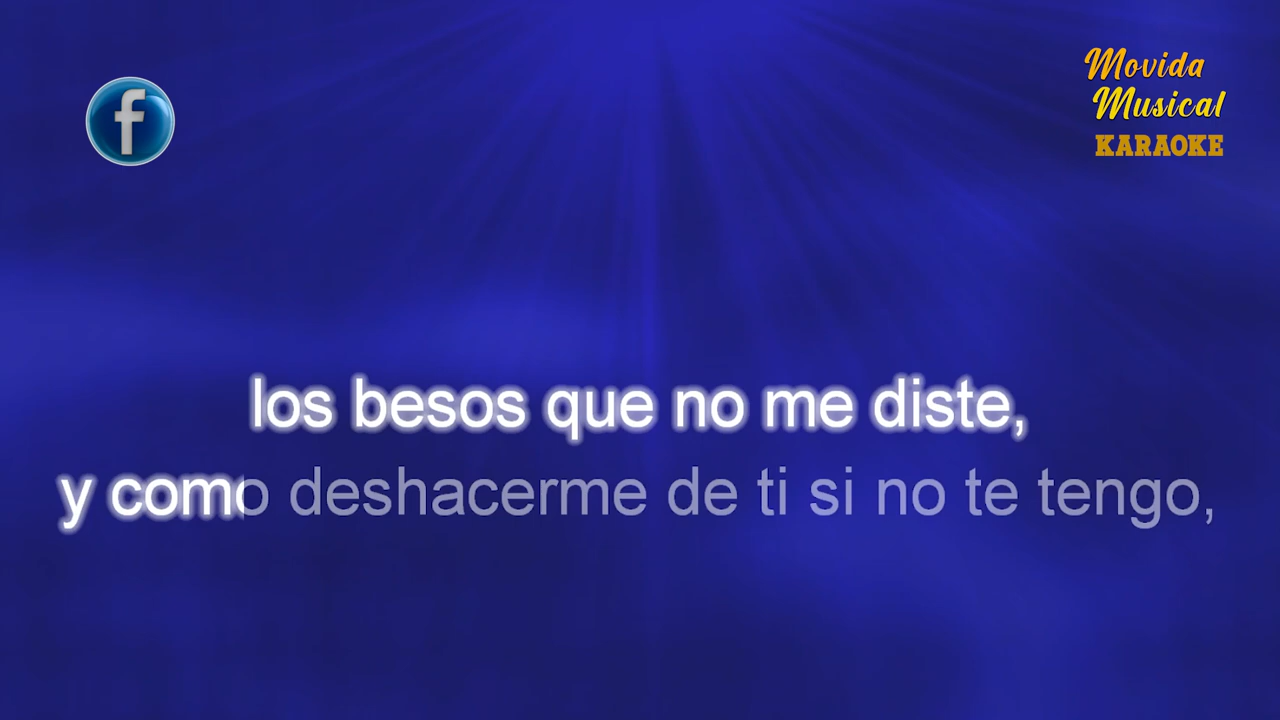 f
Movida
Musical
KARAOKE
los besos que no me diste,
y como deshacerme de ti si no te tengo,